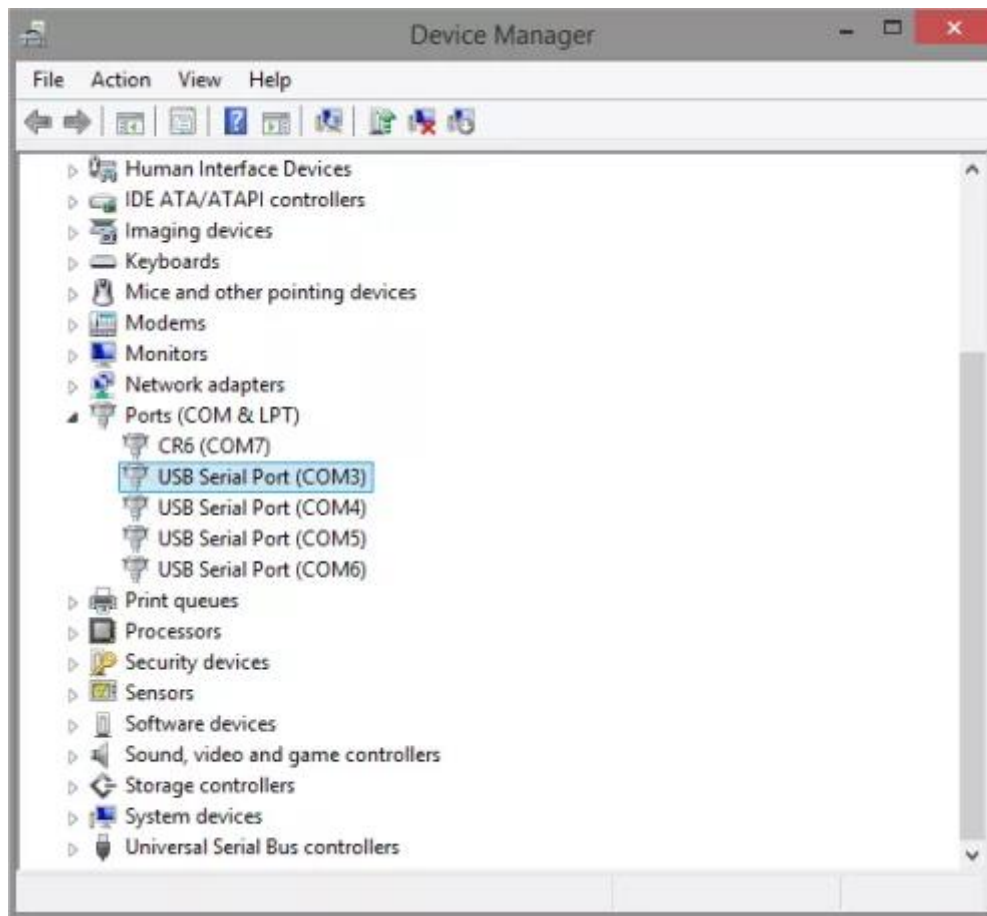 Device Manager
File Action View Help
Human Interface Devices
IDE ATA/ATAPI controllers
Imaging devices
Keyboards
Mice and other pointing devices
Modems
Monitors
Network adapters
Ports (COM & LPT)
CR6 (COM7)
USB Serial Port (COM3)
USB Serial Port (COM4)
USB Serial Port (COM5)
USB Serial Port (COM6)
Print queues
Processors
Security devices
Sensors
Software devices
Sound, video and game controllers
Storage controllers
System devices
Universal Serial Bus controllers